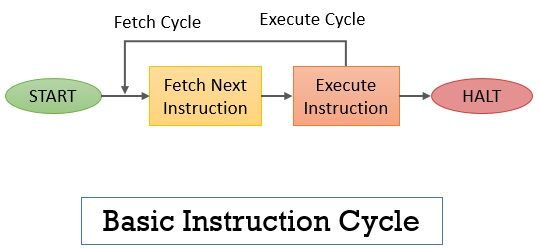 Fetch Cycle
Execute Cycle
START
Fetch Next
Instruction
Execute
Instruction
HALT
Basic Instruction Cycle